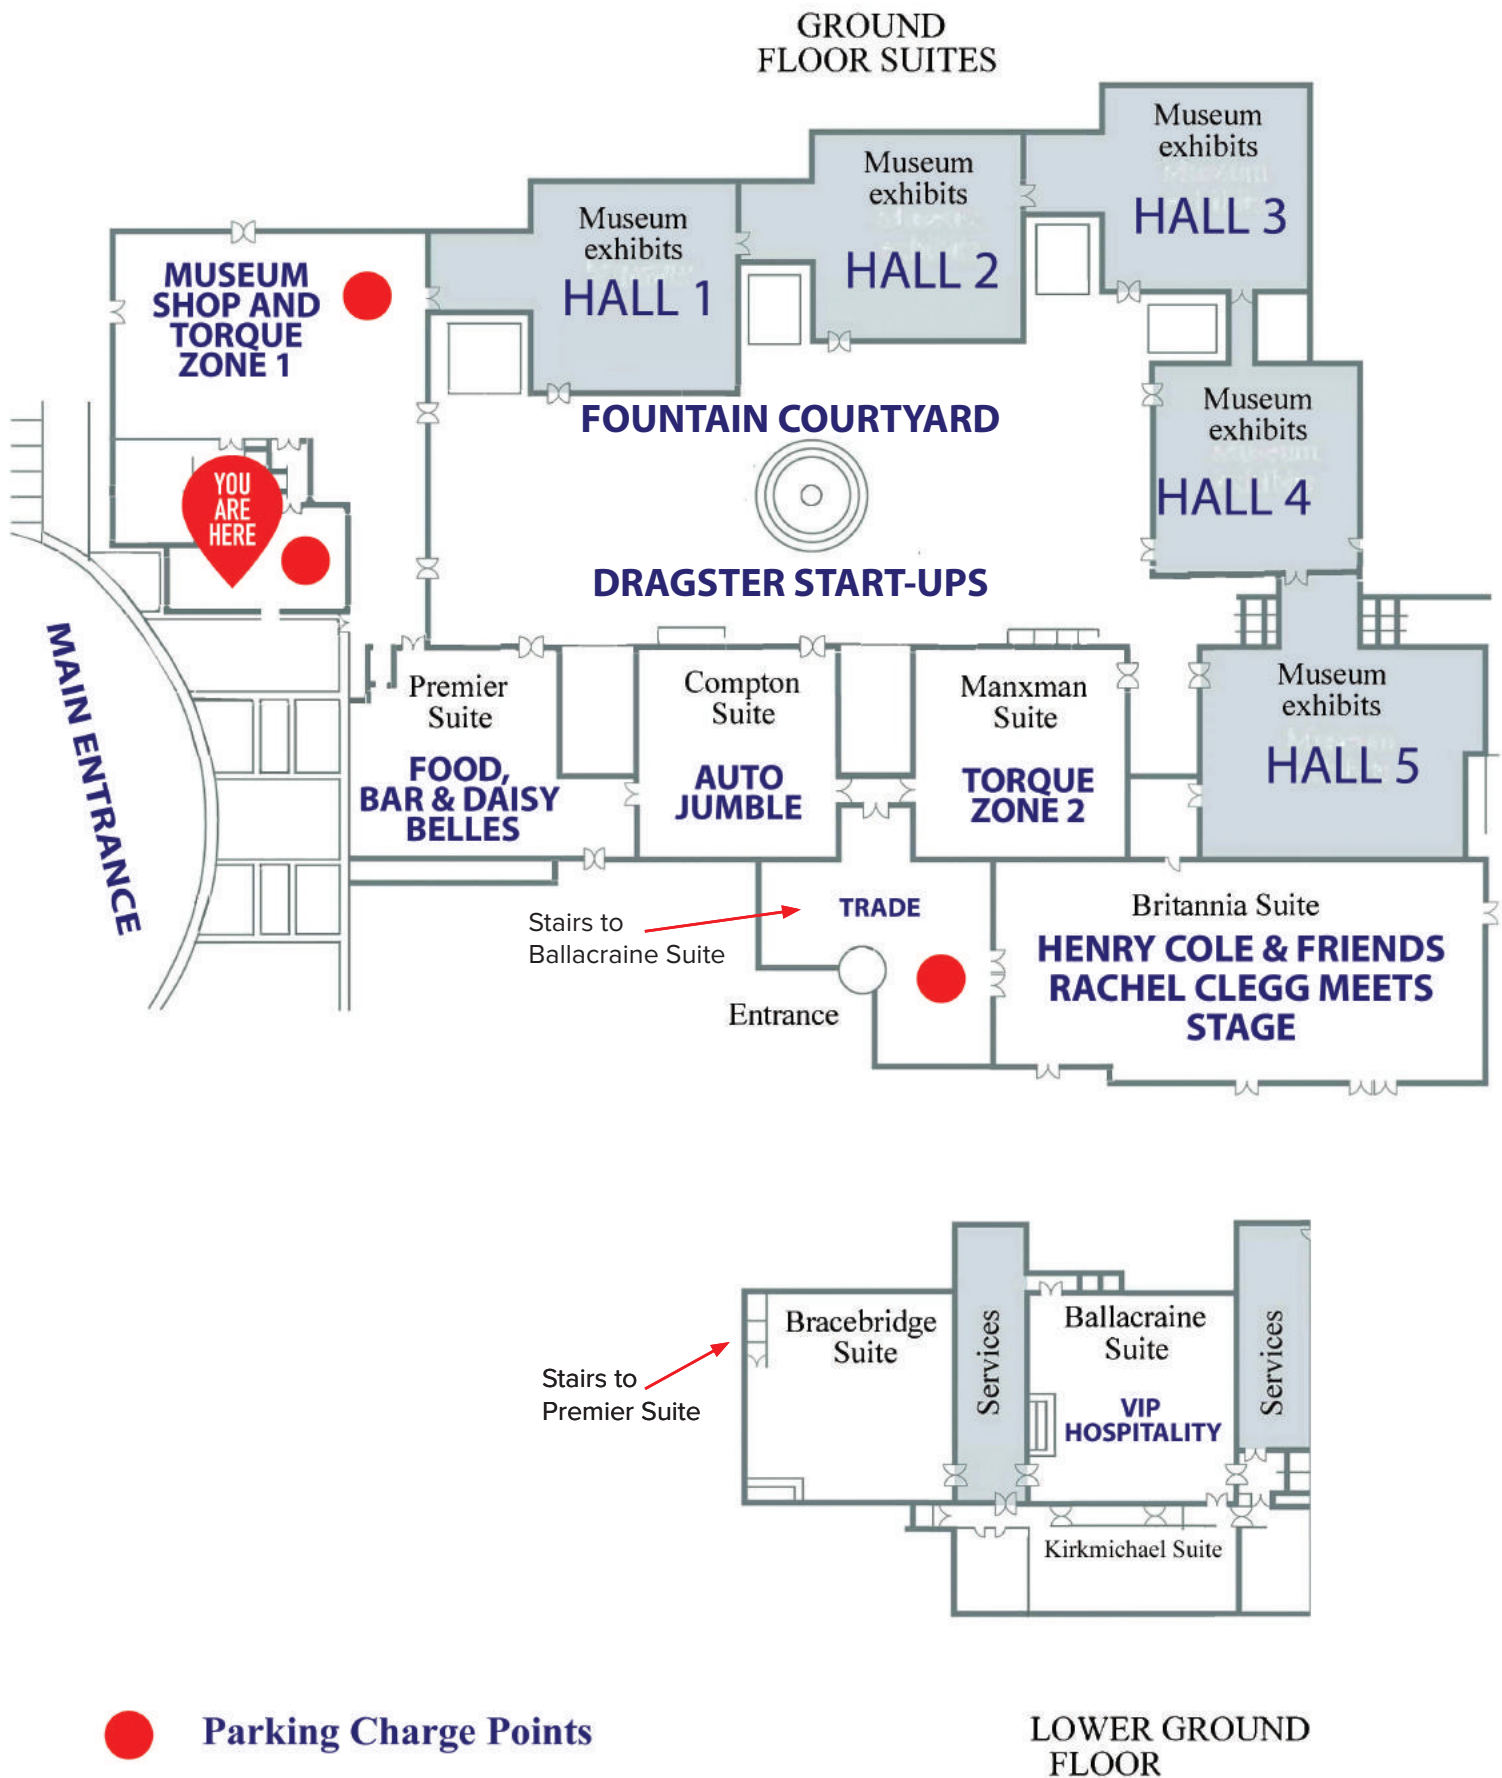 GROUND
FLOOR SUITES
Museum
exhibits
HALL 3
Museum
exhibits
HALL 2
Museum
exhibits
HALL 1
MUSEUM
SHOP AND
TORQUE
ZONE 1
FOUNTAIN COURTYARD
Museum
exhibits
HALL 4
YOU
ARE
HERE
DRAGSTER START-UPS
MAIN ENTRANCE
Premier
Suite
FOOD,
BAR & DAISY
BELLES
Compton
Suite
AUTO
JUMBLE
Manxman
Suite
TORQUE
ZONE 2
Museum
exhibits
HALL 5
Stairs to
Ballacraine Suite
TRADE
Entrance
Britannia Suite
HENRY COLE & FRIENDS
RACHEL CLEGG MEETS
STAGE
Bracebridge
Suite
Services
Ballacraine
Suite
VIP
HOSPITALITY
Services
Stairs to
Premier Suite
Kirkmichael Suite
Parking Charge Points
LOWER GROUND
FLOOR